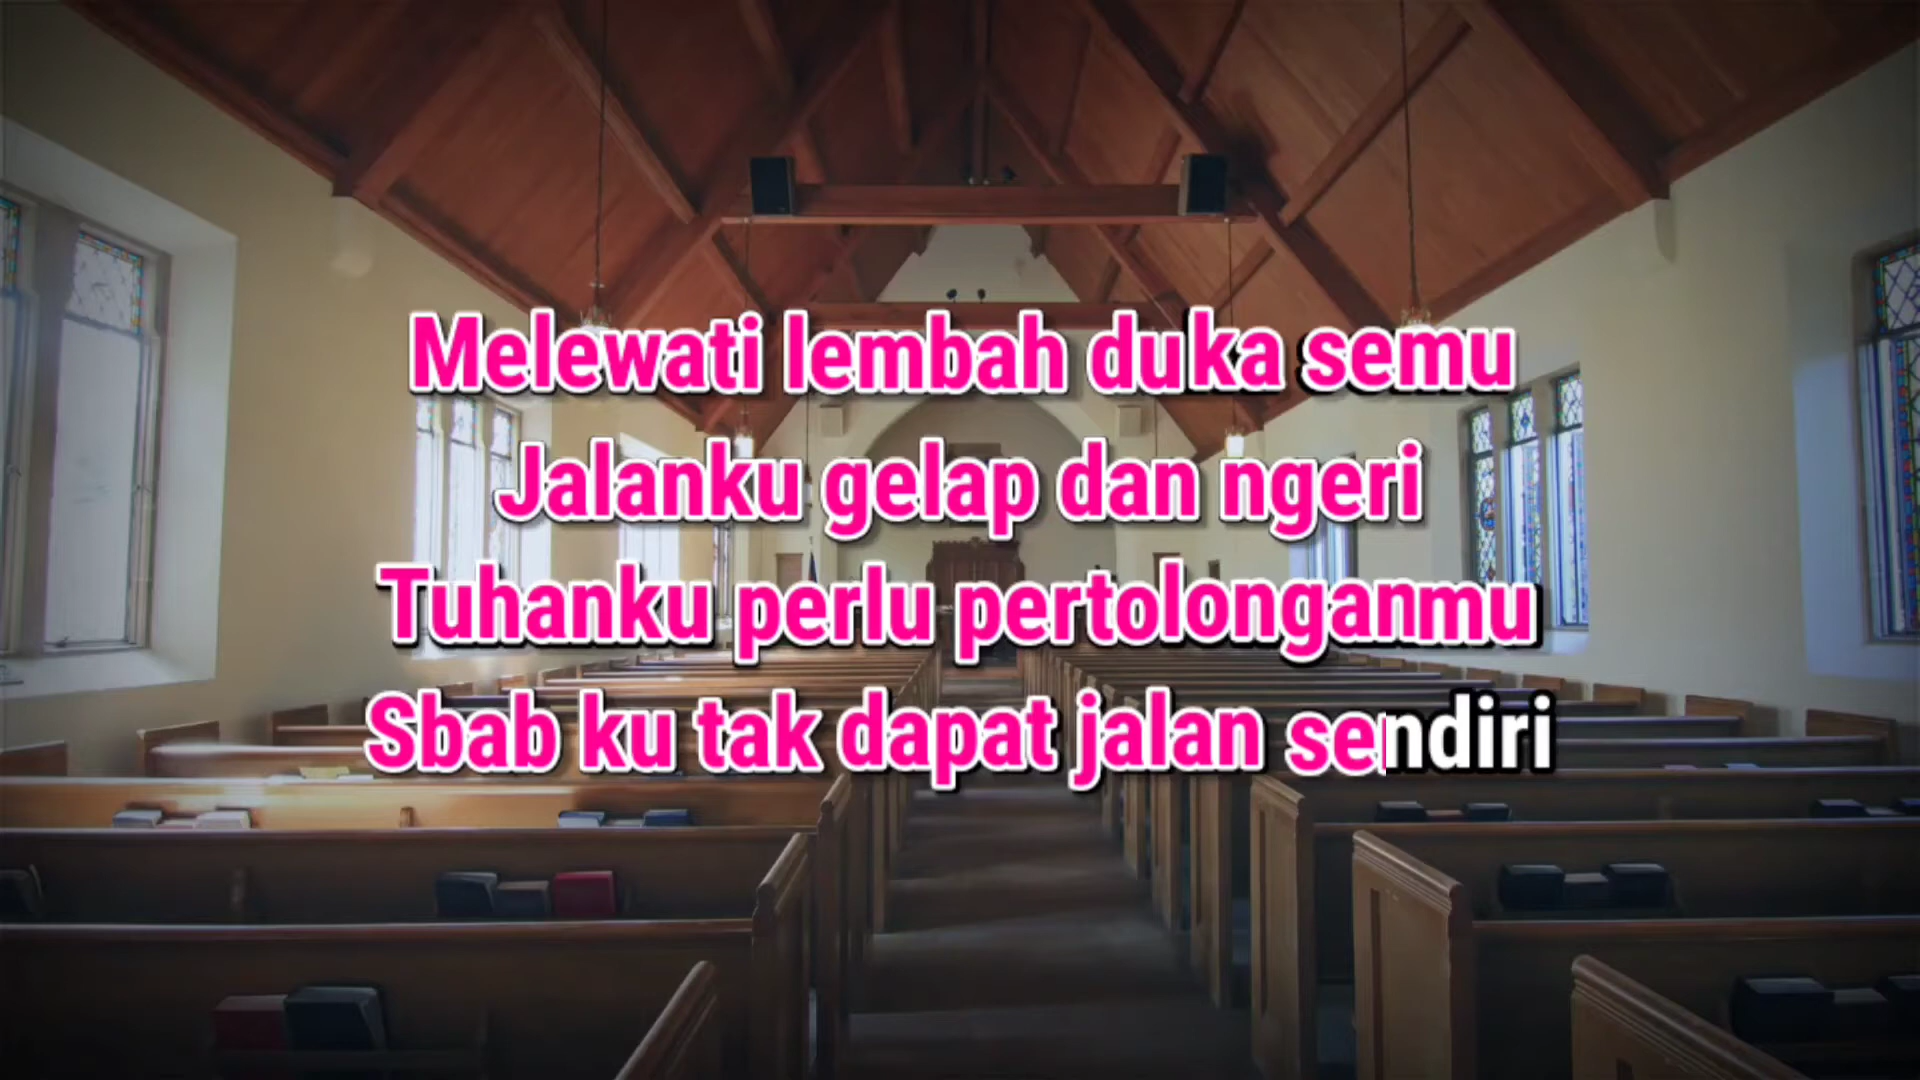 Melewati lembah duka semu
Jalanku gelap dan ngeri
Tuhanku perlu pertolonganmu
Sbab ku tak dapat jalan sendiri